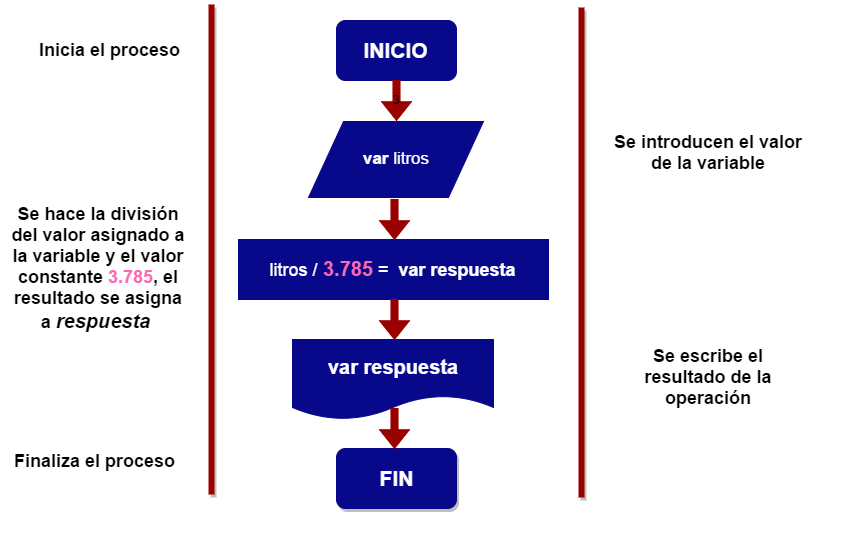 Inicia el proceso
INICIO
var litros
Se introducen el valor
de la variable
Se hace la división
del valor asignado a
la variable y el valor
constante 3.785, el
resultado se asigna
a respuesta
litros / 3.785 = var respuesta
var respuesta
Se escribe el
resultado de la
operación
Finaliza el proceso
FIN